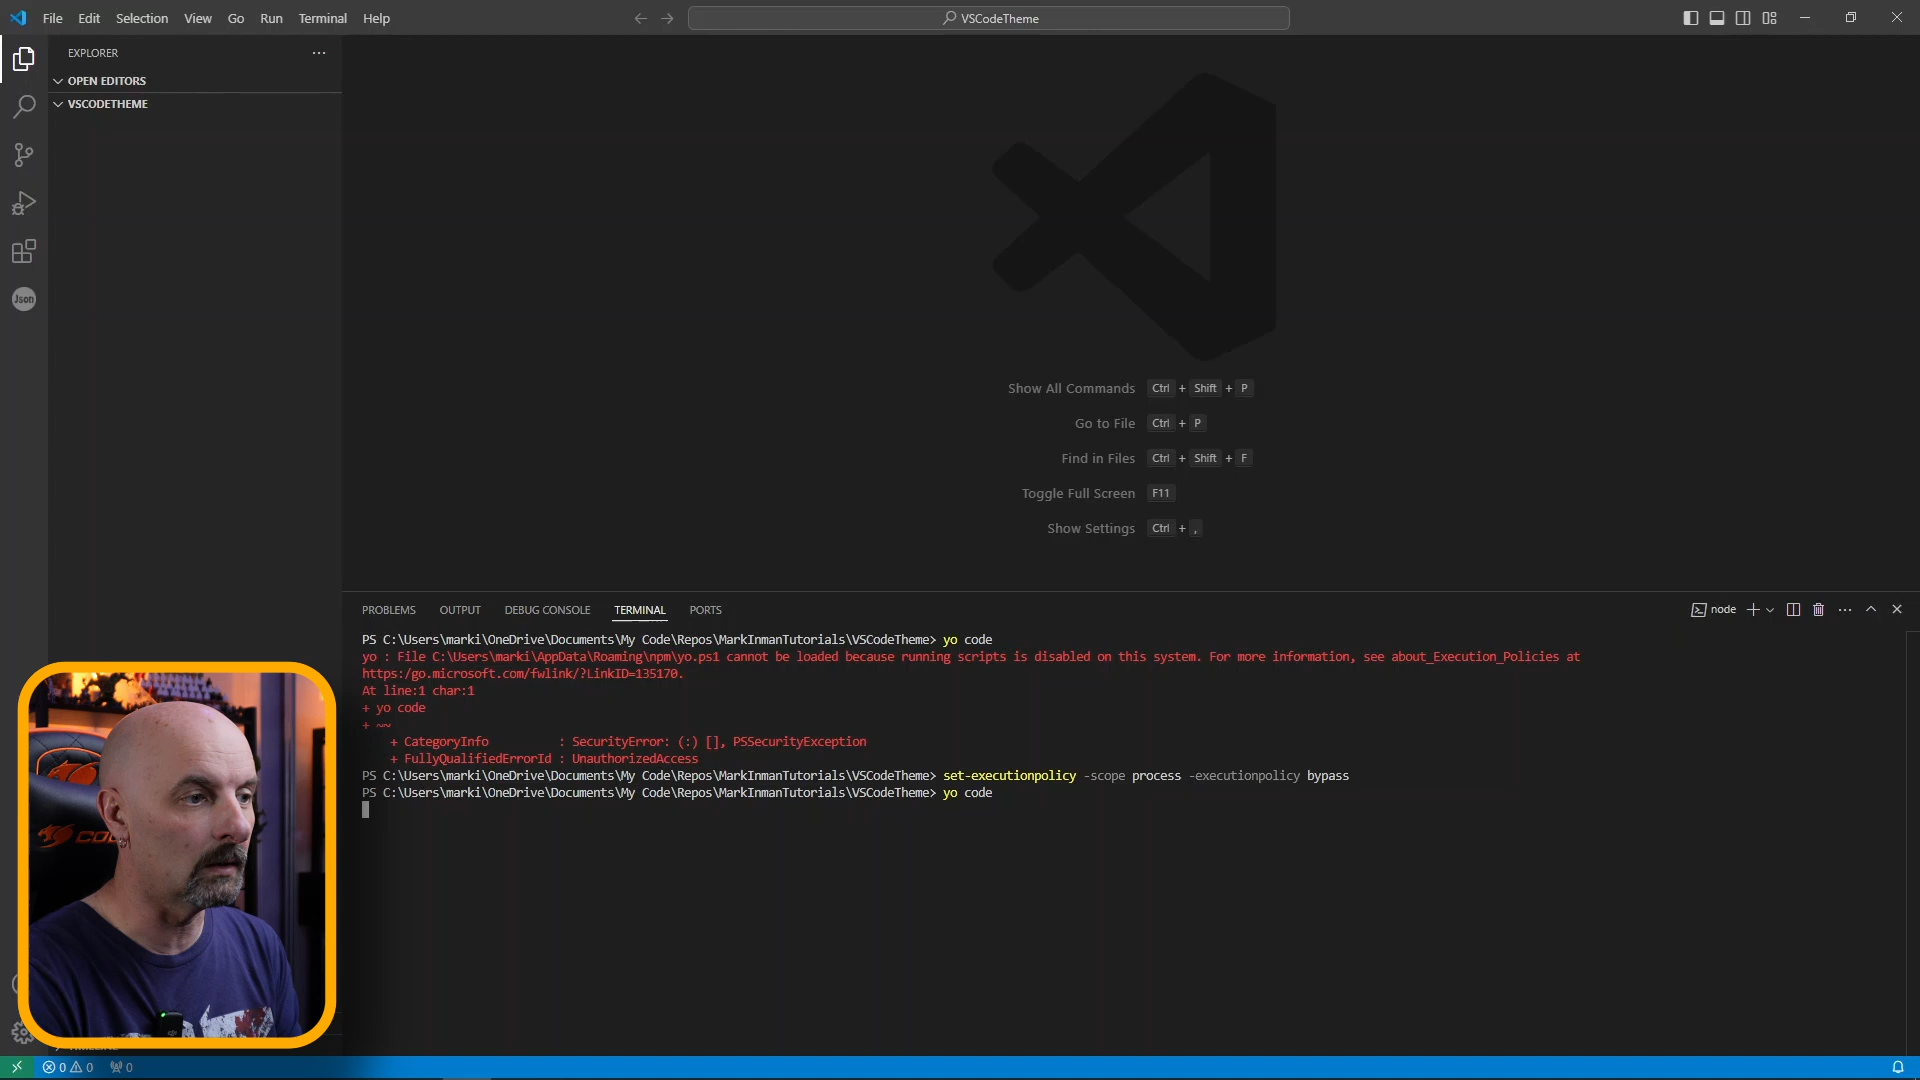 File Edit Selection View Go Run Terminal Help
VSCodeTheme
EXPLORER
OPEN EDITORS
VSCODETHEME
Json
Show All Commands Ctrl + Shift + P
Go to File Ctrl + P
Find in Files Ctrl + Shift + F
Toggle Full Screen F11
Show Settings Ctrl + ,
PROBLEMS OUTPUT DEBUG CONSOLE TERMINAL PORTS
node
PS C:\Users\marki\OneDrive\Documents\My Code\Repos\MarkInmanTutorials\VSCodeTheme> yo code
yo : File C:\Users\marki\AppData\Roaming\npm\yo.ps1 cannot be loaded because running scripts is disabled on this system. For more information, see about_Execution_Policies at
https:/go.microsoft.com/fwlink/?LinkID=135170.
At line:1 char:1
+ yo code
+ ~~
+ CategoryInfo : SecurityError: (:) [], PSSecurityException
+ FullyQualifiedErrorId : UnauthorizedAccess
PS C:\Users\marki\OneDrive\Documents\My Code\Repos\MarkInmanTutorials\VSCodeTheme> set-executionpolicy -scope process -executionpolicy bypass
PS C:\Users\marki\OneDrive\Documents\My Code\Repos\MarkInmanTutorials\VSCodeTheme> yo code
0 0 0